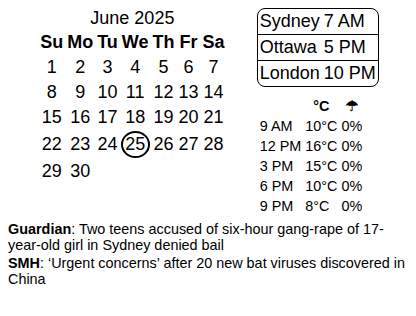 June 2025
Su Mo Tu We Th Fr Sa
1 2 3 4 5 6 7
8 9 10 11 12 13 14
15 16 17 18 19 20 21
22 23 24 25 26 27 28
29 30
Sydney 7 AM
Ottawa 5 PM
London 10 PM
°C ☂
9 AM 10°C 0%
12 PM 16°C 0%
3 PM 15°C 0%
6 PM 10°C 0%
9 PM 8°C 0%
Guardian: Two teens accused of six-hour gang-rape of 17-
year-old girl in Sydney denied bail
SMH: ‘Urgent concerns’ after 20 new bat viruses discovered in
China